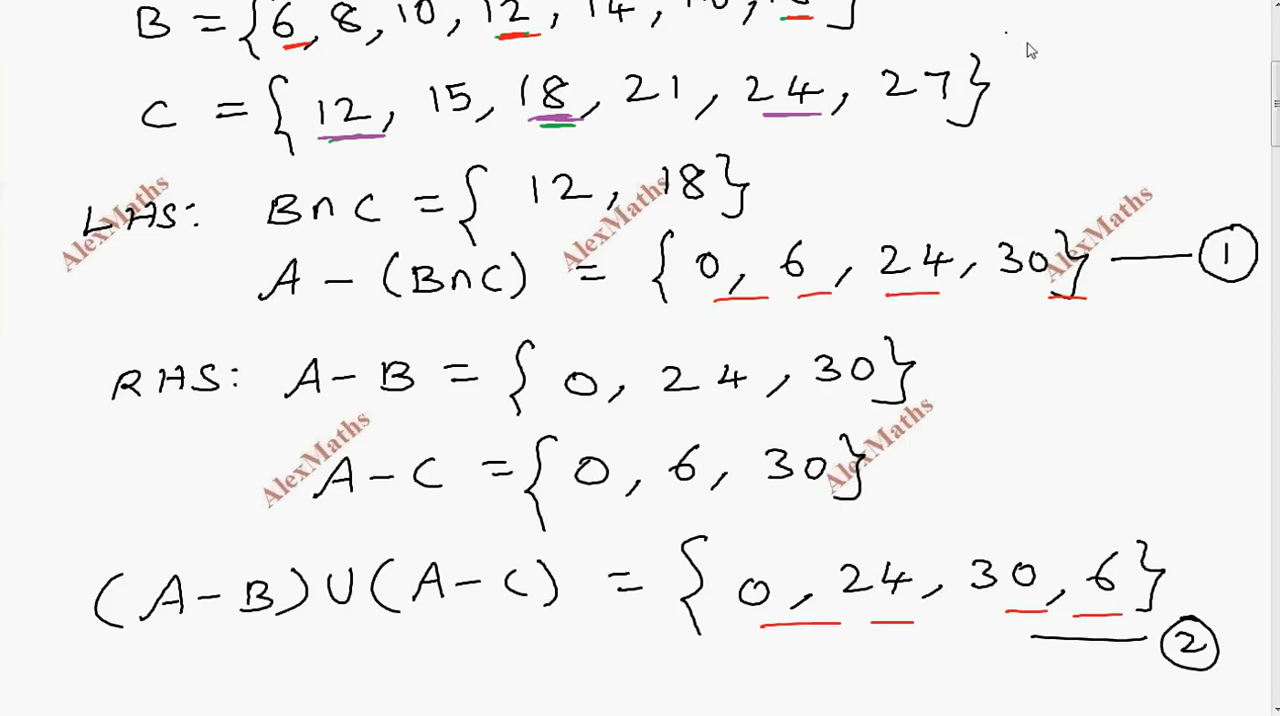 B = {6, 8, 10, 12, 14,
C = { 12, 15, 18, 21, 24, 27}
LHS: B∩C = { 12, 18}
A - (B∩C) = {0, 6, 24, 30} — 1
RHS: A - B = { 0, 24, 30}
A - C = {0, 6, 30}
(A - B) ∪ (A - C) = { 0, 24, 30, 6}
— 2
AlexMaths
AlexMaths
AlexMaths
AlexMaths
AlexMaths